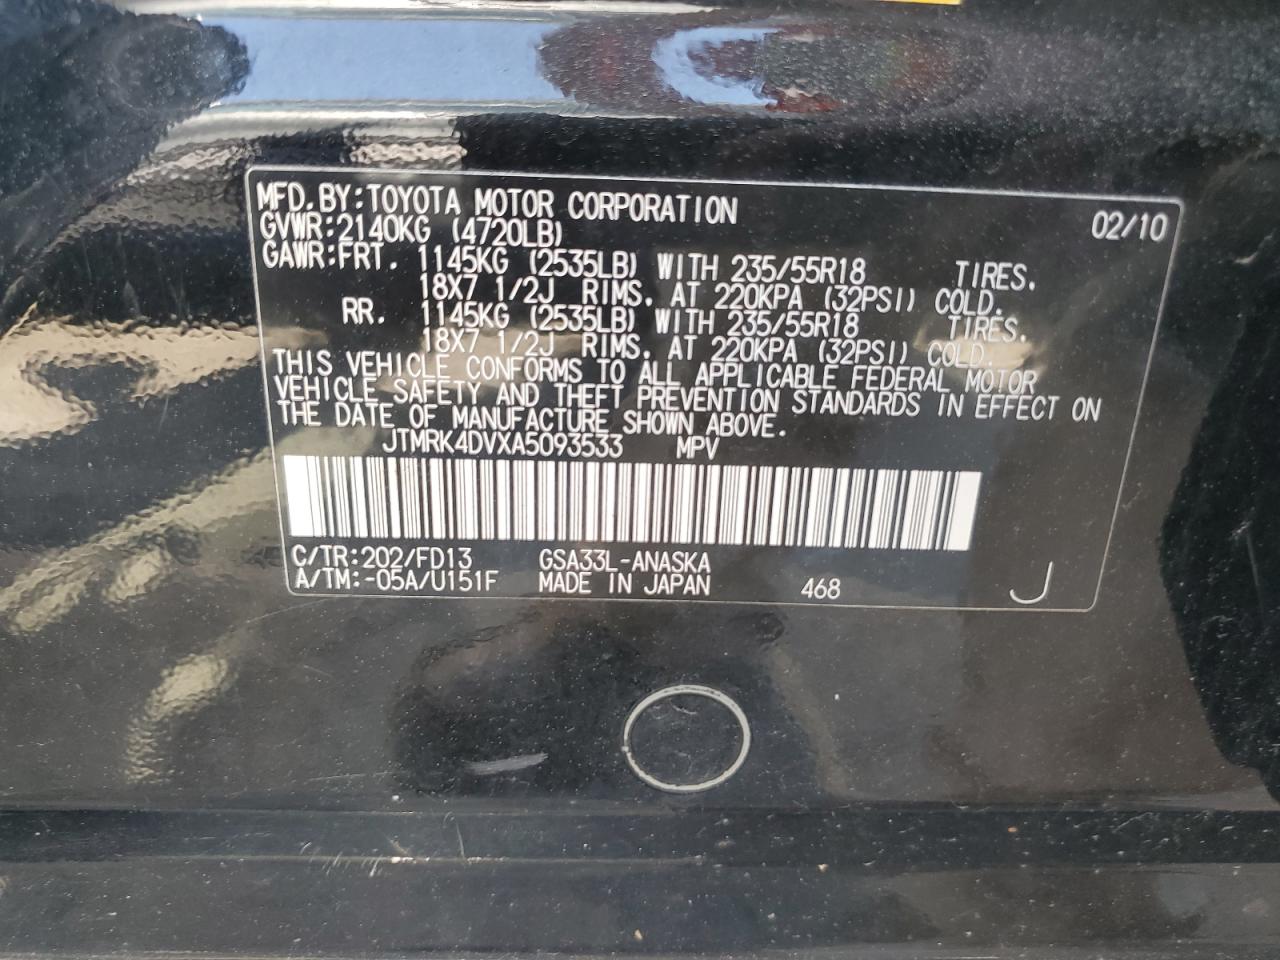 MFD.BY:TOYOTA MOTOR CORPORATION 02/10
GVWR:2140KG (4720LB)
GAWR:FRT. 1145KG (2535LB) WITH 235/55R18 TIRES.
18X7 1/2J RIMS. AT 220KPA (32PSI) COLD.
RR. 1145KG (2535LB) WITH 235/55R18 TIRES.
18X7 1/2J RIMS. AT 220KPA (32PSI) COLD.
THIS VEHICLE CONFORMS TO ALL APPLICABLE FEDERAL MOTOR
VEHICLE SAFETY AND THEFT PREVENTION STANDARDS IN EFFECT ON
THE DATE OF MANUFACTURE SHOWN ABOVE.
JTMRK4DVXA5093533 MPV
C/TR:202/FD13 GSA33L-ANASKA
A/TM:-05A/U151F MADE IN JAPAN 468 J